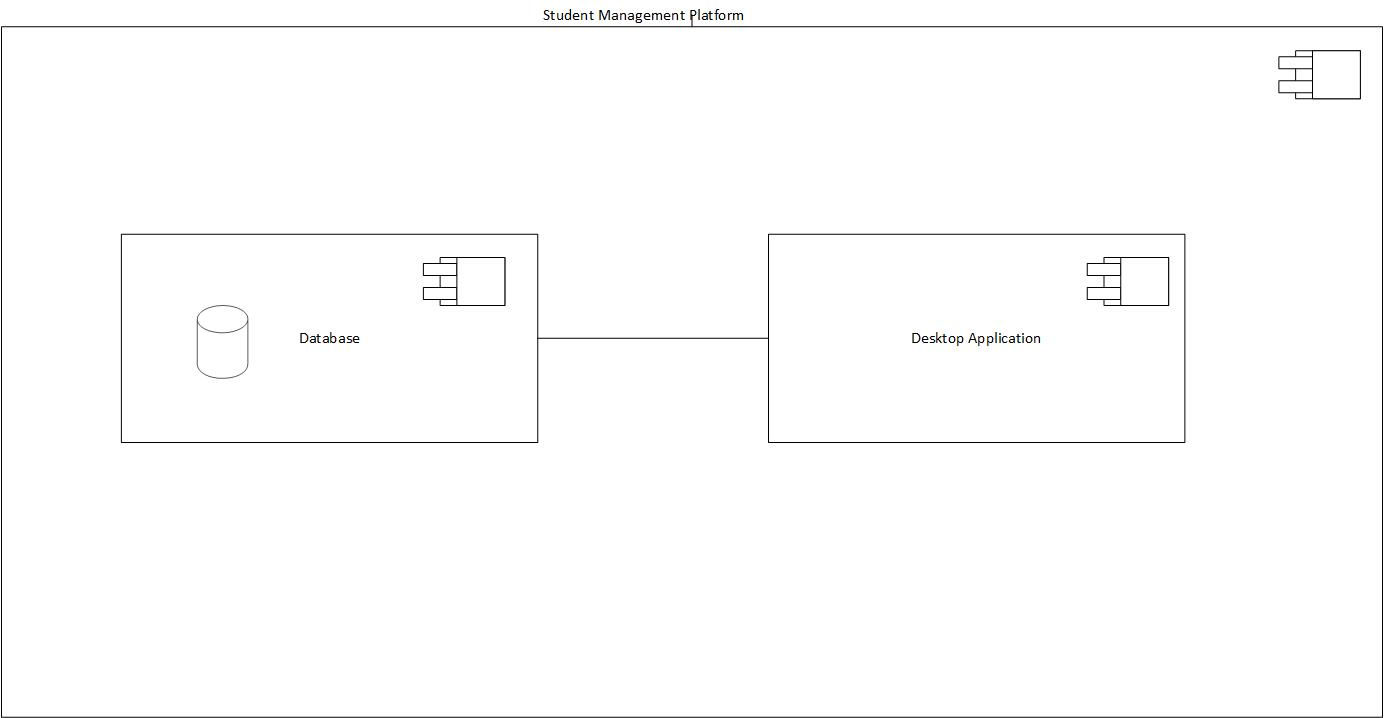 Student Management Platform
Database
Desktop Application